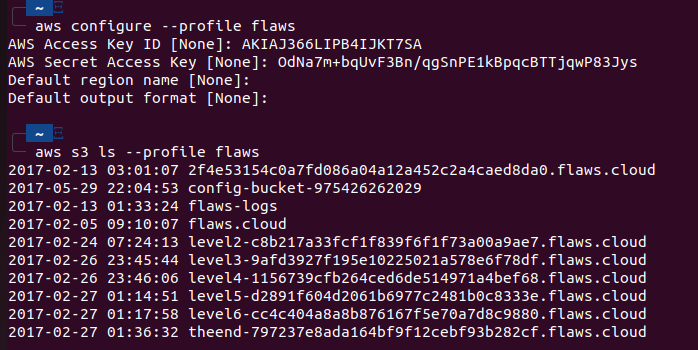 ~
aws configure --profile flaws
AWS Access Key ID [None]: AKIAJ366LIPB4IJKT7SA
AWS Secret Access Key [None]: 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
Default region name [None]:
Default output format [None]:
~
aws s3 ls --profile flaws
2017-02-13 03:01:07 2f4e53154c0a7fd086a04a12a452c2a4caed8da0.flaws.cloud
2017-05-29 22:04:53 config-bucket-975426262029
2017-02-13 01:33:24 flaws-logs
2017-02-05 09:10:07 flaws.cloud
2017-02-24 07:24:13 level2-c8b217a33fcf1f839f6f1f73a00a9ae7.flaws.cloud
2017-02-26 23:45:44 level3-9afd3927f195e10225021a578e6f78df.flaws.cloud
2017-02-26 23:46:06 level4-1156739cfb264ced6de514971a4bef68.flaws.cloud
2017-02-27 01:14:51 level5-d2891f604d2061b6977c2481b0c8333e.flaws.cloud
2017-02-27 01:17:58 level6-cc4c404a8a8b876167f5e70a7d8c9880.flaws.cloud
2017-02-27 01:36:32 theend-797237e8ada164bf9f12cebf93b282cf.flaws.cloud